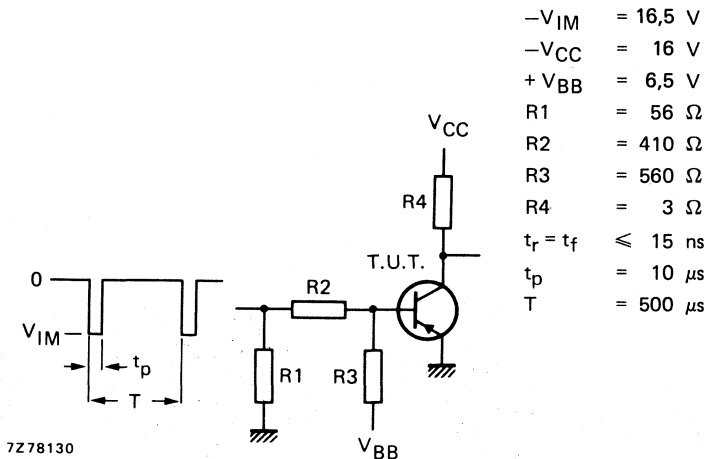 −V_IM = 16,5 V
−V_CC = 16 V
+ V_BB = 6,5 V
R1 = 56 Ω
R2 = 410 Ω
R3 = 560 Ω
R4 = 3 Ω
t_r = t_f ⩽ 15 ns
t_p = 10 μs
T = 500 μs
V_CC
R4
T.U.T.
0
R2
V_IM
t_p
R1
R3
T
V_BB
7Z78130